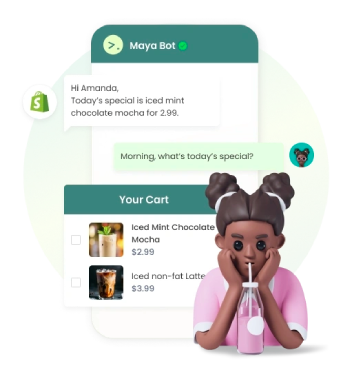 Maya Bot
Hi Amanda,
Today's special is iced mint
chocolate mocha for 2.99.
Morning, what's today's special?
Your Cart
Iced Mint Chocolate
Mocha
$2.99
Iced non-fat Latte
$3.99